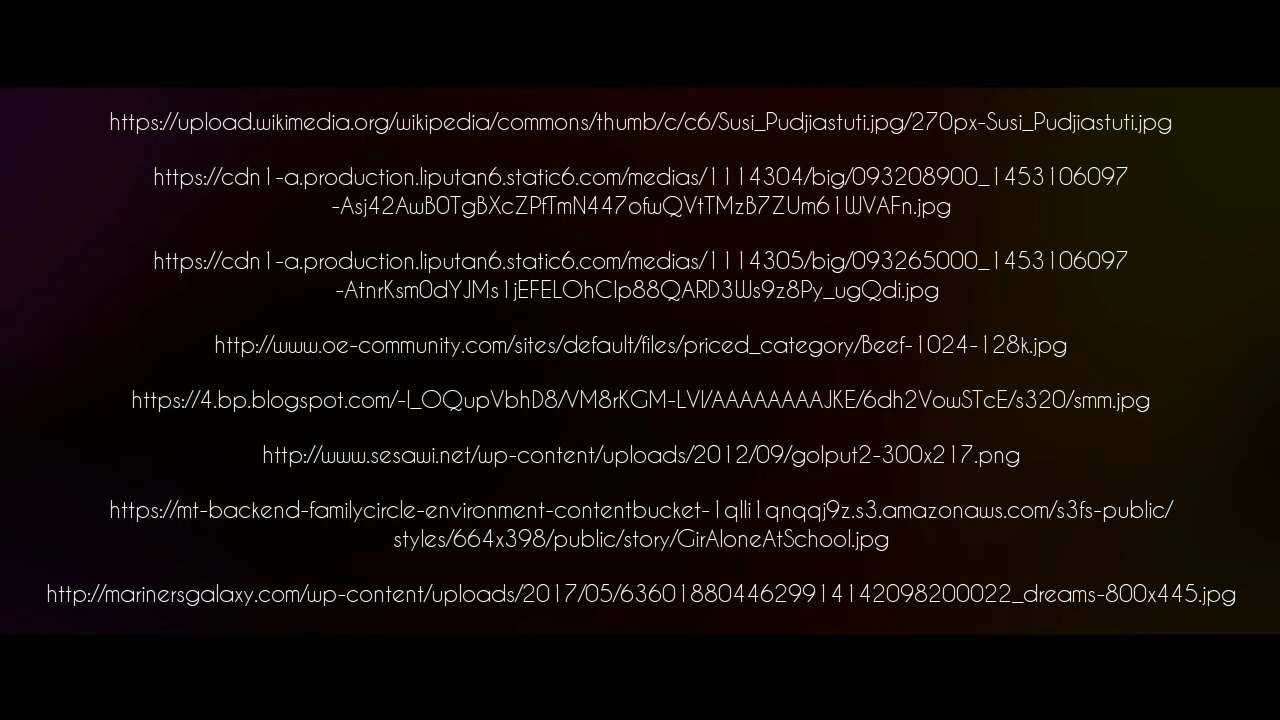 https://upload.wikimedia.org/wikipedia/commons/thumb/c/c6/Susi_Pudjiastuti.jpg/270px-Susi_Pudjiastuti.jpg
https://cdn1-a.production.liputan6.static6.com/medias/1114304/big/093208900_1453106097
-Asj42AwB0TgBXcZPfTmN447ofwQVtTMzB7ZUm61WVAFn.jpg
https://cdn1-a.production.liputan6.static6.com/medias/1114305/big/093265000_1453106097
-AtnrKsm0dYJMs1jEFELOhClp88QARD3Ws9z8Py_ugQdi.jpg
http://www.oe-community.com/sites/default/files/priced_category/Beef-1024-128k.jpg
https://4.bp.blogspot.com/-I_OQupVbhD8/VM8rKGM-LVI/AAAAAAAAJKE/6dh2VowSTcE/s320/smm.jpg
http://www.sesawi.net/wp-content/uploads/2012/09/golput2-300x217.png
https://mt-backend-familycircle-environment-contentbucket-1qlli1qnqqj9z.s3.amazonaws.com/s3fs-public/
styles/664x398/public/story/GirAloneAtSchool.jpg
http://marinersgalaxy.com/wp-content/uploads/2017/05/636018804462991414209820​0022_dreams-800x445.jpg